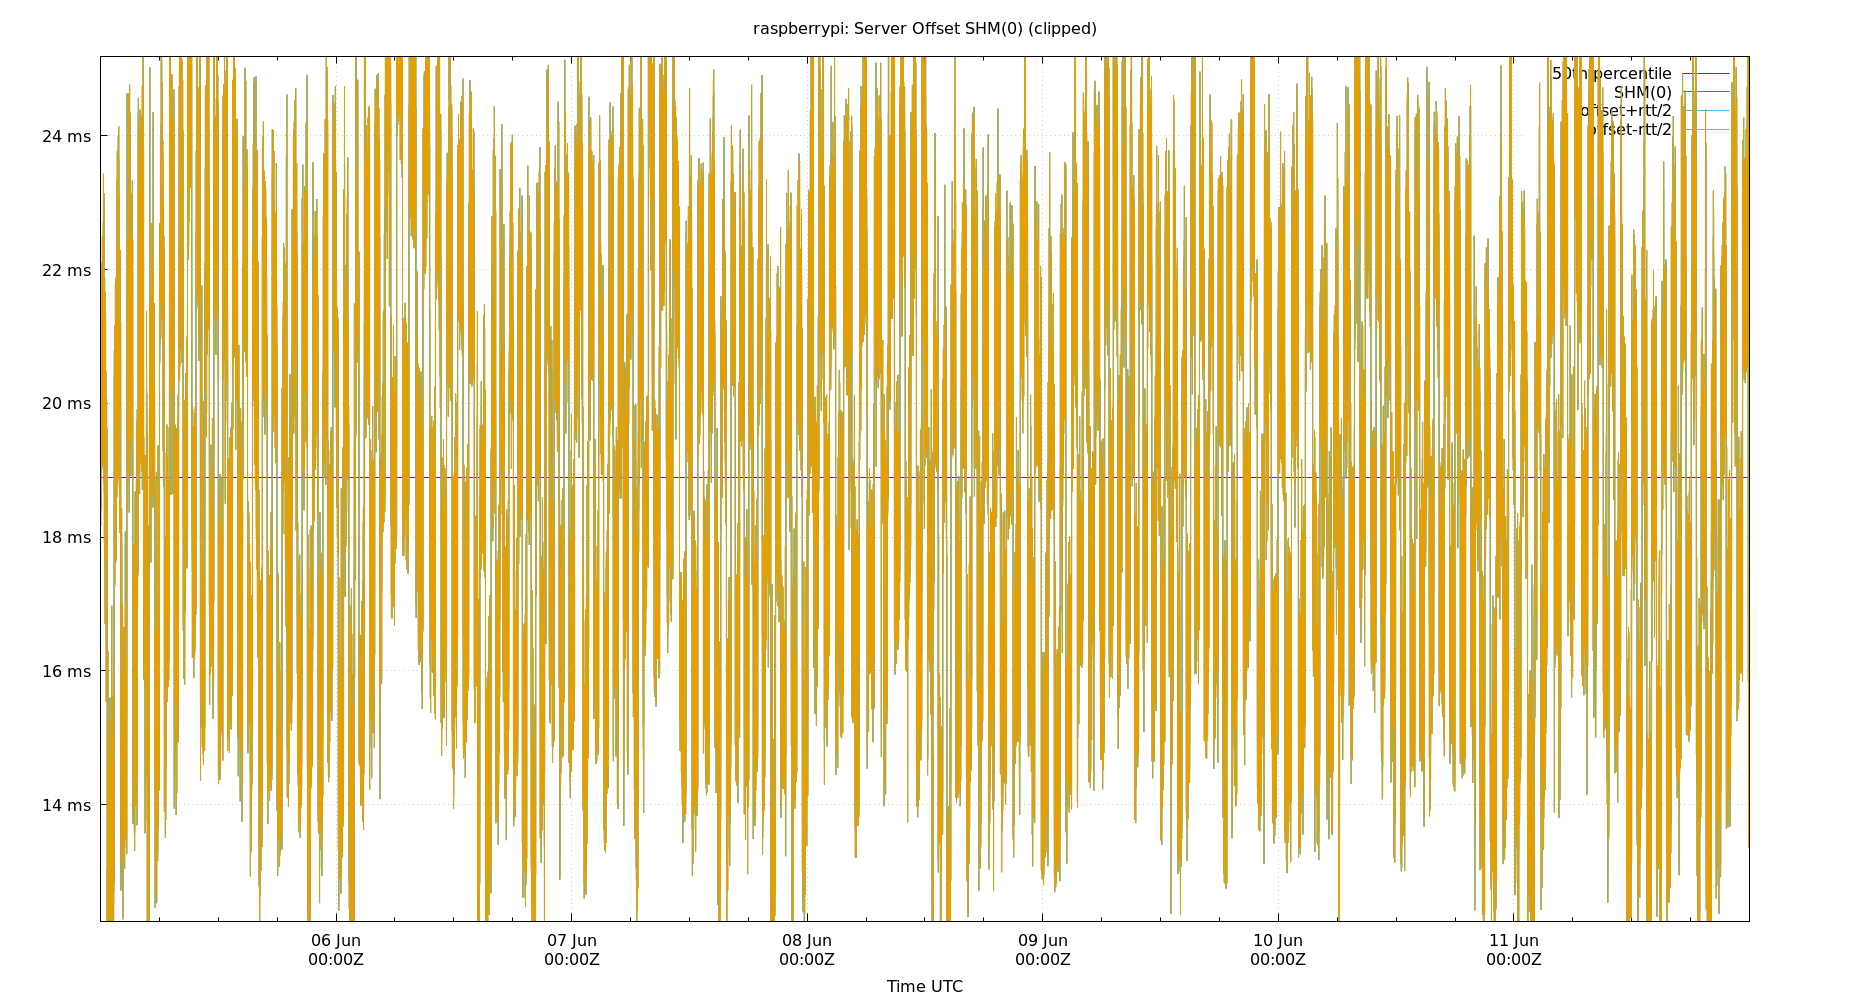 raspberrypi: Server Offset SHM(0) (clipped)
50th percentile
SHM(0)
offset+rtt/2
offset-rtt/2
24 ms
22 ms
20 ms
18 ms
16 ms
14 ms
06 Jun
00:00Z
07 Jun
00:00Z
08 Jun
00:00Z
09 Jun
00:00Z
10 Jun
00:00Z
11 Jun
00:00Z
Time UTC